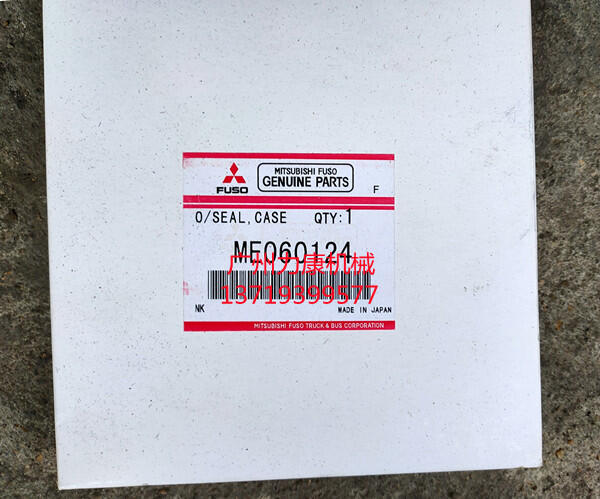 FUSO
MITSUBISHI FUSO
GENUINE PARTS
F
O/SEAL, CASE QTY:1
ME060124
广州力康机械
13719399577
NK
MADE IN JAPAN
MITSUBISHI FUSO TRUCK & BUS CORPORATION